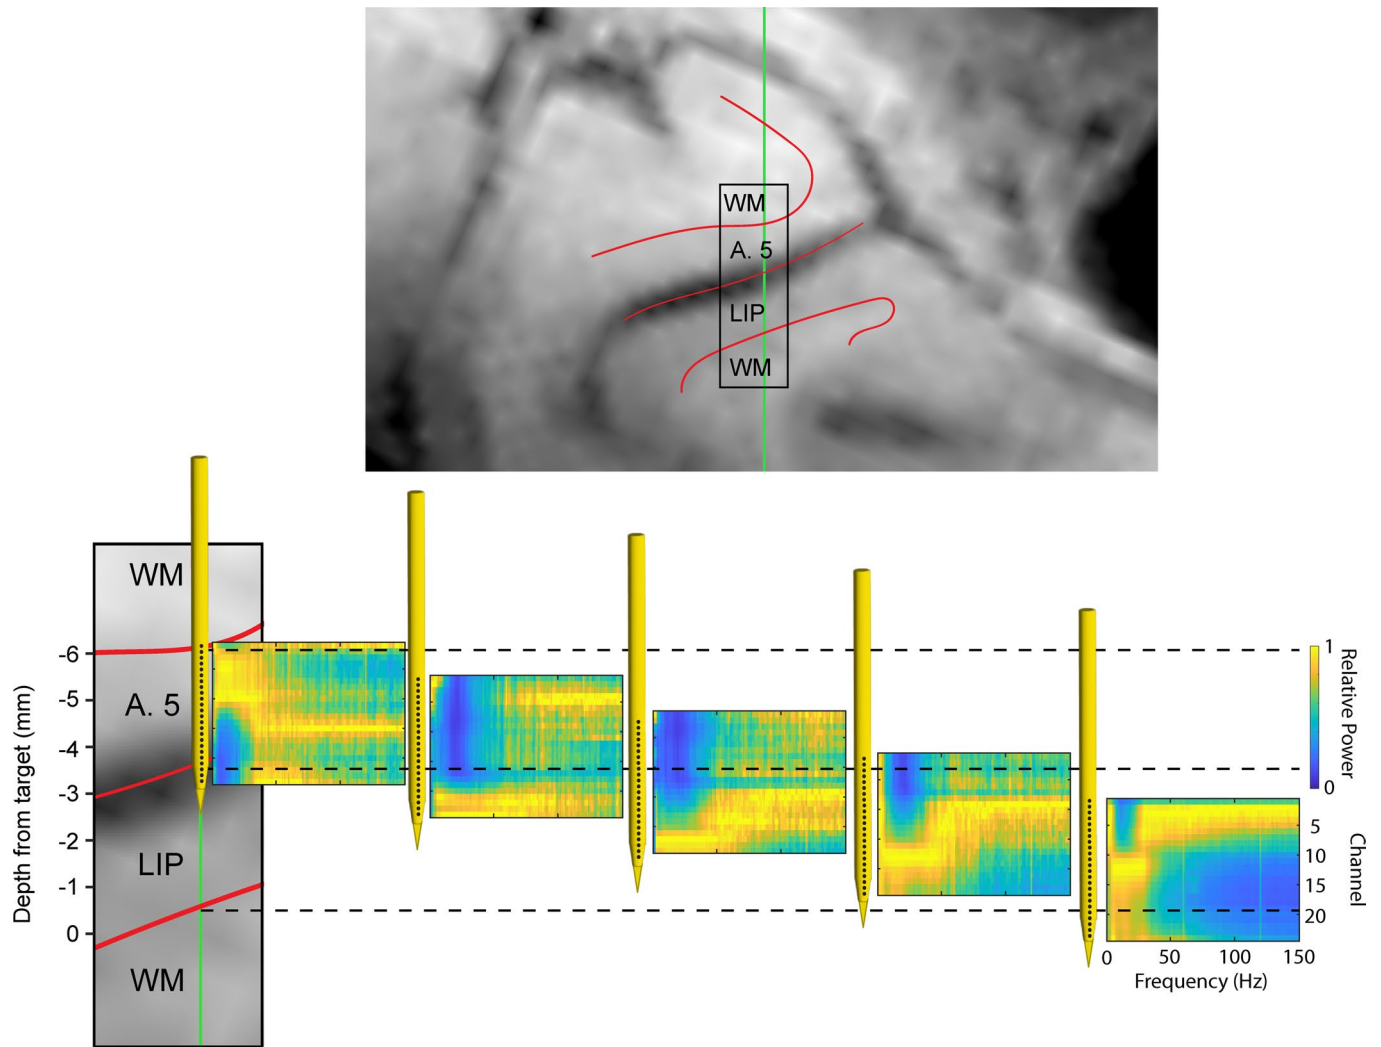 WM
A. 5
LIP
WM
WM
A. 5
LIP
WM
Depth from target (mm)
-6
-5
-4
-3
-2
-1
0
1
0
Relative Power
5
10
15
20
Channel
0
50
100
150
Frequency (Hz)